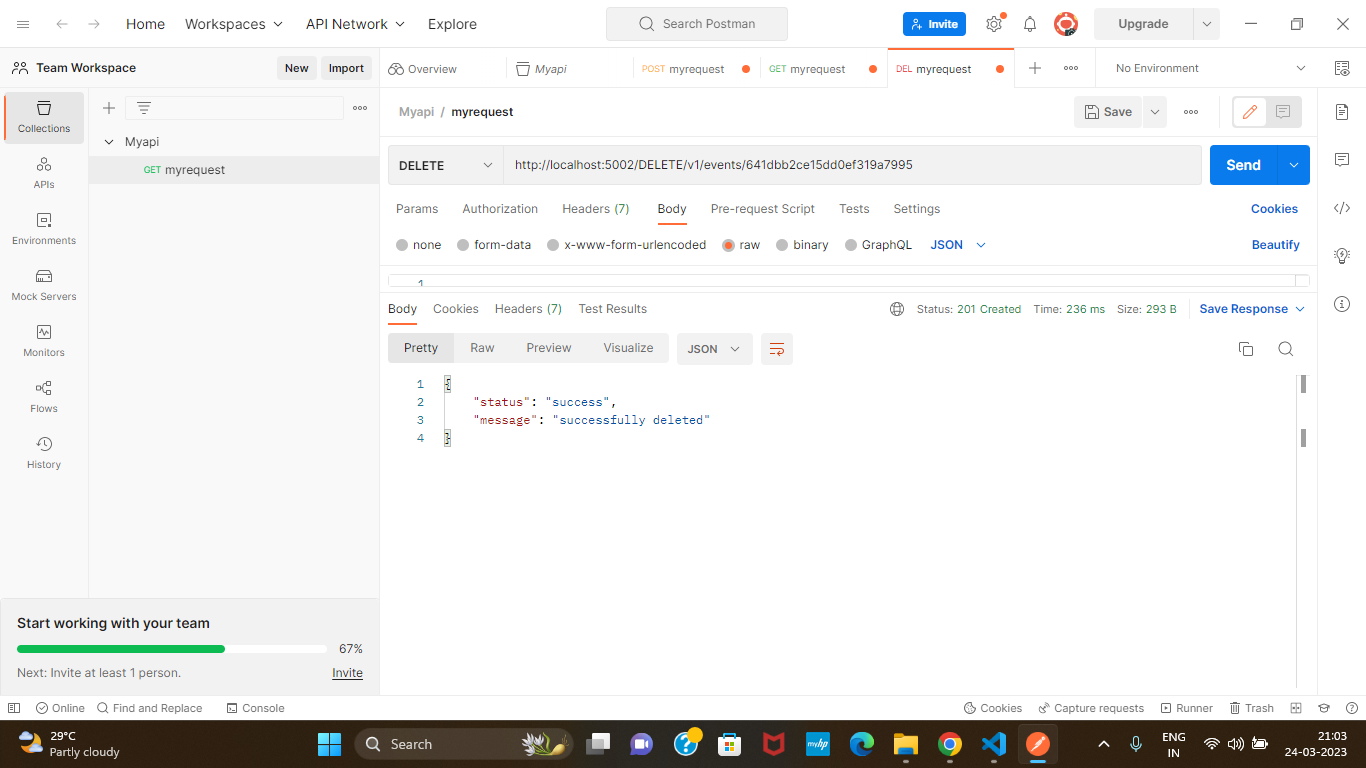 Home Workspaces API Network Explore Search Postman Invite Upgrade
Team Workspace New Import Overview Myapi POST myrequest GET myrequest DEL myrequest No Environment
Collections
APIs
Environments
Mock Servers
Monitors
Flows
History
Myapi
GET myrequest
Myapi / myrequest Save
DELETE http://localhost:5002/DELETE/v1/events/641dbb2ce15dd0ef319a7995 Send
Params Authorization Headers (7) Body Pre-request Script Tests Settings Cookies
none form-data x-www-form-urlencoded raw binary GraphQL JSON Beautify
1
Body Cookies Headers (7) Test Results Status: 201 Created Time: 236 ms Size: 293 B Save Response
Pretty Raw Preview Visualize JSON
1 {
2 "status": "success",
3 "message": "successfully deleted"
4 }
Start working with your team
67%
Next: Invite at least 1 person. Invite
Online Find and Replace Console Cookies Capture requests Runner Trash
29°C
Partly cloudy
Search
my hp
ENG
IN
21:03
24-03-2023